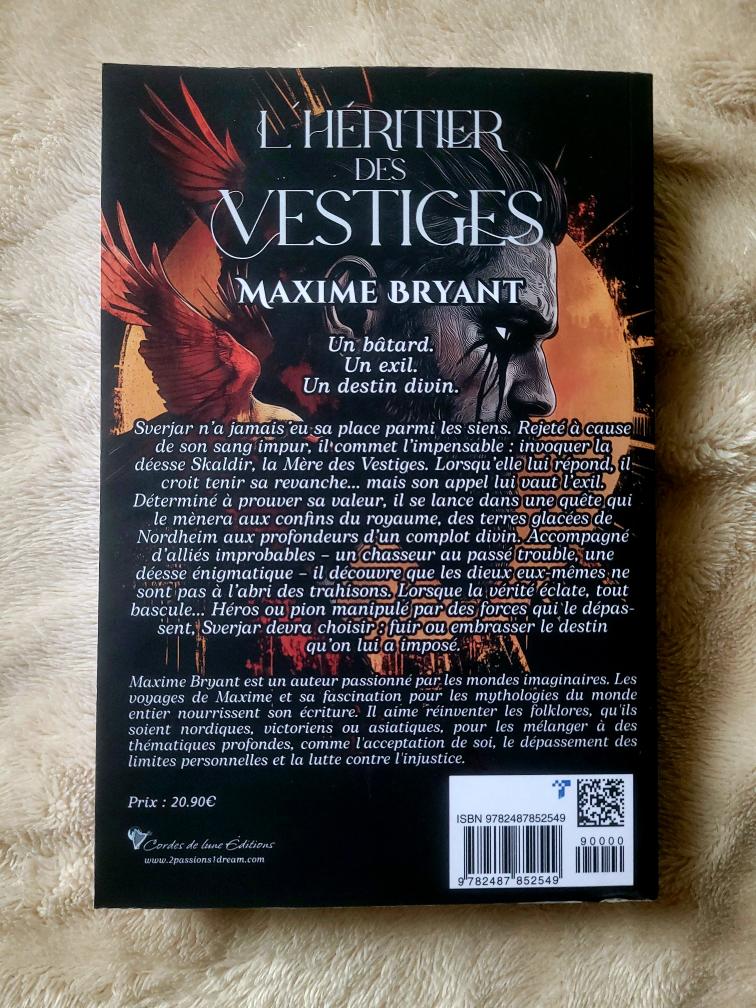 L'HÉRITIER
DES
VESTIGES
MAXIME BRYANT
Un bâtard.
Un exil.
Un destin divin.
Sverjar n'a jamais eu sa place parmi les siens. Rejeté à cause
de son sang impur, il commet l'impensable : invoquer la
déesse Skaldir, la Mère des Vestiges. Lorsqu'elle lui répond, il
croit tenir sa revanche... mais son appel lui vaut l'exil.
Déterminé à prouver sa valeur, il se lance dans une quête qui
le mènera aux confins du royaume, des terres glacées de
Nordheim aux profondeurs d'un complot divin. Accompagné
d'alliés improbables – un chasseur au passé trouble, une
déesse énigmatique – il découvre que les dieux eux-mêmes ne
sont pas à l'abri des trahisons. Lorsque la vérité éclate, tout
bascule... Héros ou pion manipulé par des forces qui le dépas-
sent, Sverjar devra choisir : fuir ou embrasser le destin
qu'on lui a imposé.
Maxime Bryant est un auteur passionné par les mondes imaginaires. Les
voyages de Maxime et sa fascination pour les mythologies du monde
entier nourrissent son écriture. Il aime réinventer les folklores, qu'ils
soient nordiques, victoriens ou asiatiques, pour les mélanger à des
thématiques profondes, comme l'acceptation de soi, le dépassement des
limites personnelles et la lutte contre l'injustice.
Prix : 20.90€
Cordes de lune Éditions
www.2passions1dream.com
ISBN 9782487852549
90000
9 782487 852549